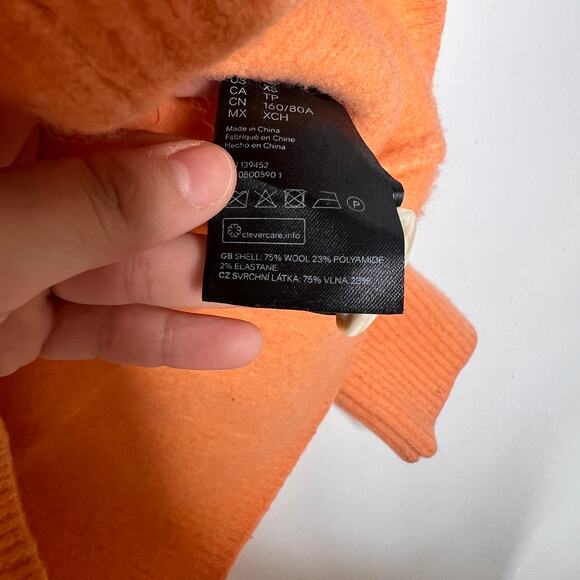 US XS
CA TP
CN 160/80A
MX XCH
Made in China
Fabriqué en Chine
Hecho en China
139452
0800590 1
P
clevercare.info
GB SHELL: 75% WOOL 23% POLYAMIDE
2% ELASTANE.
CZ SVRCHNÍ LÁTKA: 75% VLNA 23%